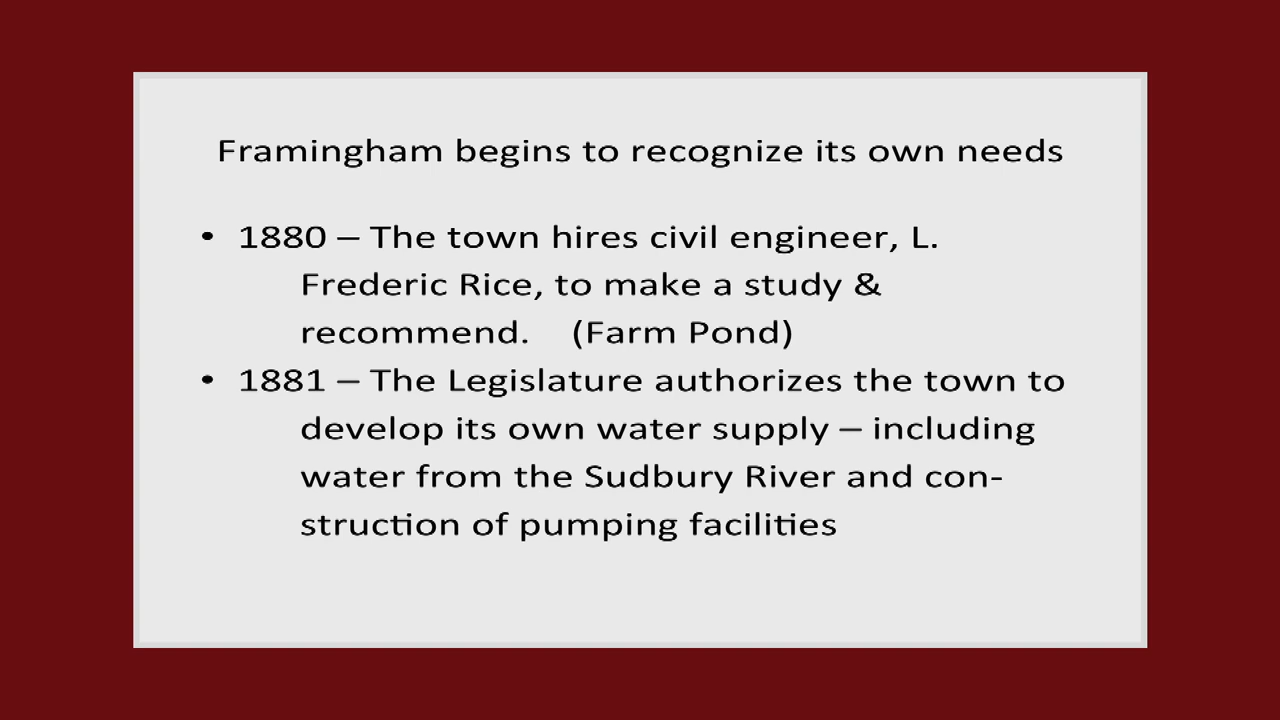 Framingham begins to recognize its own needs
• 1880 – The town hires civil engineer, L.
Frederic Rice, to make a study &
recommend. (Farm Pond)
• 1881 – The Legislature authorizes the town to
develop its own water supply – including
water from the Sudbury River and con-
struction of pumping facilities